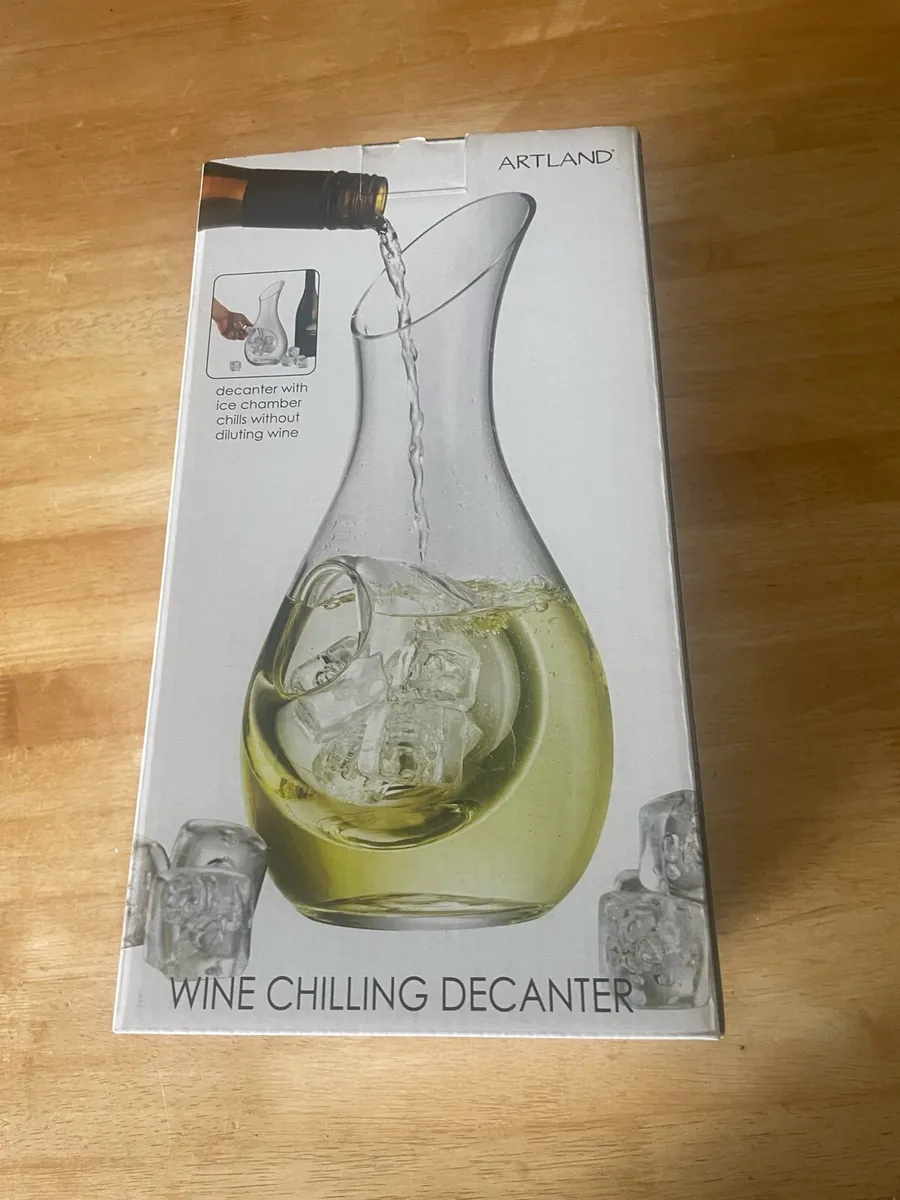 ARTLAND
decanter with
ice chamber
chills without
diluting wine
WINE CHILLING DECANTER